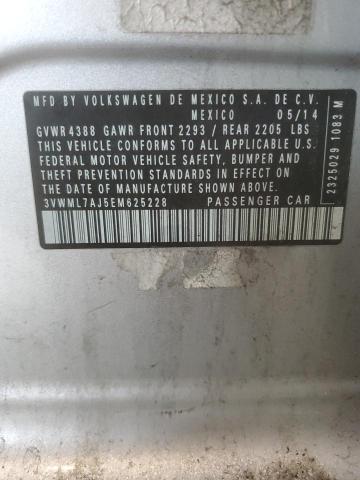 MFD BY VOLKSWAGEN DE MEXICO S.A. DE C.V.
MEXICO 05/14
GVWR 4388 GAWR FRONT 2293 / REAR 2205 LBS
THIS VEHICLE CONFORMS TO ALL APPLICABLE U.S.
FEDERAL MOTOR VEHICLE SAFETY, BUMPER AND
THEFT PREVENTION STANDARDS IN EFFECT ON
THE DATE OF MANUFACTURE SHOWN ABOVE.
3VWML7AJ5EM625228 PASSENGER CAR
2325029 1083 M